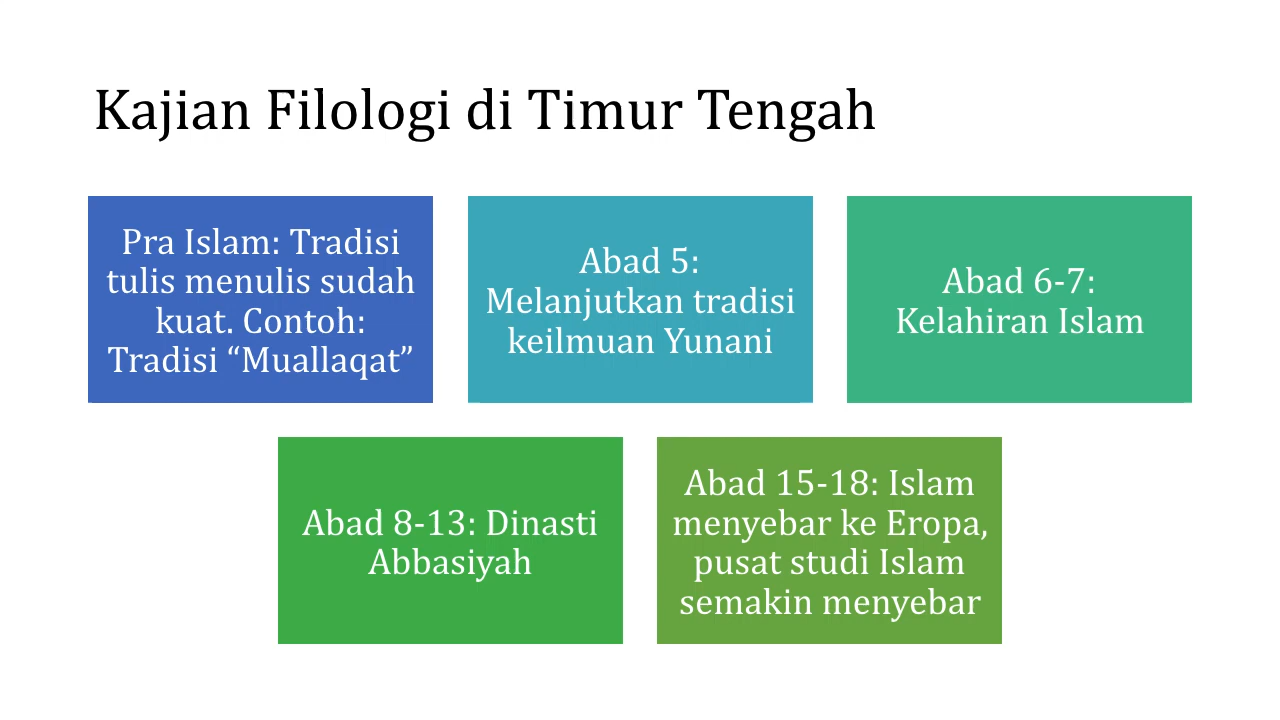 Kajian Filologi di Timur Tengah
Pra Islam: Tradisi
tulis menulis sudah
kuat. Contoh:
Tradisi “Muallaqat”
Abad 5:
Melanjutkan tradisi
keilmuan Yunani
Abad 6-7:
Kelahiran Islam
Abad 8-13: Dinasti
Abbasiyah
Abad 15-18: Islam
menyebar ke Eropa,
pusat studi Islam
semakin menyebar